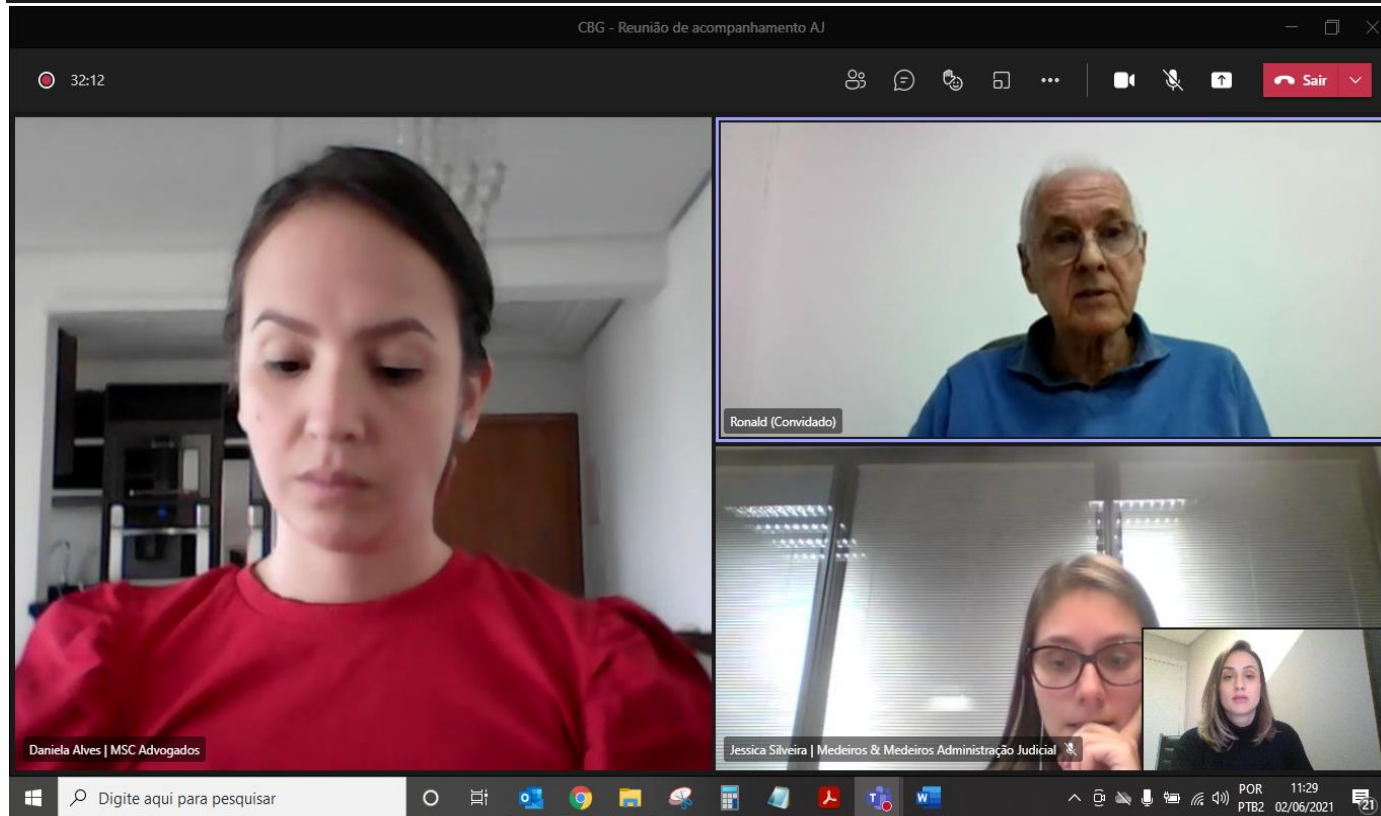 CBG - Reunião de acompanhamento AJ
32:12
Sair
Ronald (Convidado)
Daniela Alves | MSC Advogados
Jessica Silveira | Medeiros & Medeiros Administração Judicial
Digite aqui para pesquisar
POR 11:29
PTB2 02/06/2021
21